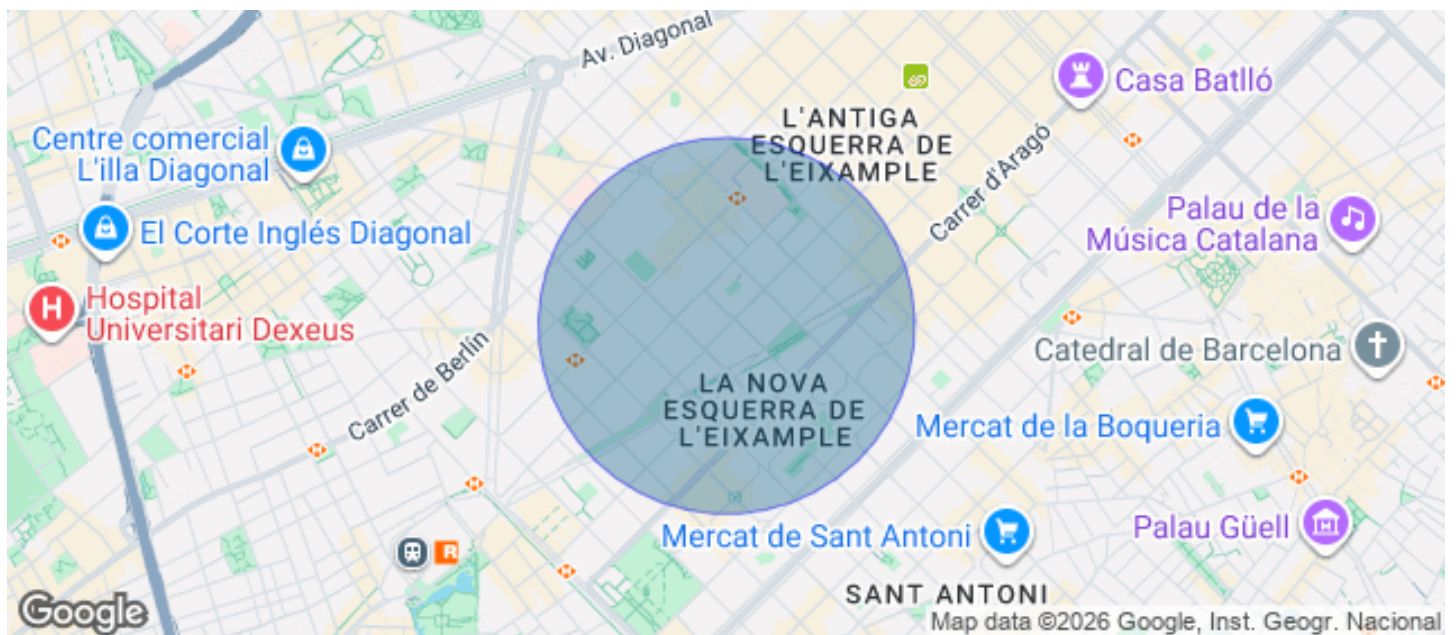 Av. Diagonal
Casa Batlló
L'ANTIGA
ESQUERRA DE
L'EIXAMPLE
Centre comercial
L'illa Diagonal
Carrer d'Aragó
El Corte Inglés Diagonal
Palau de la
Música Catalana
Hospital
Universitari Dexeus
H
Catedral de Barcelona
Carrer de Berlín
LA NOVA
ESQUERRA DE
L'EIXAMPLE
Mercat de la Boqueria
Mercat de Sant Antoni
Palau Güell
R
SANT ANTONI
Google
Map data ©2026 Google, Inst. Geogr. Nacional